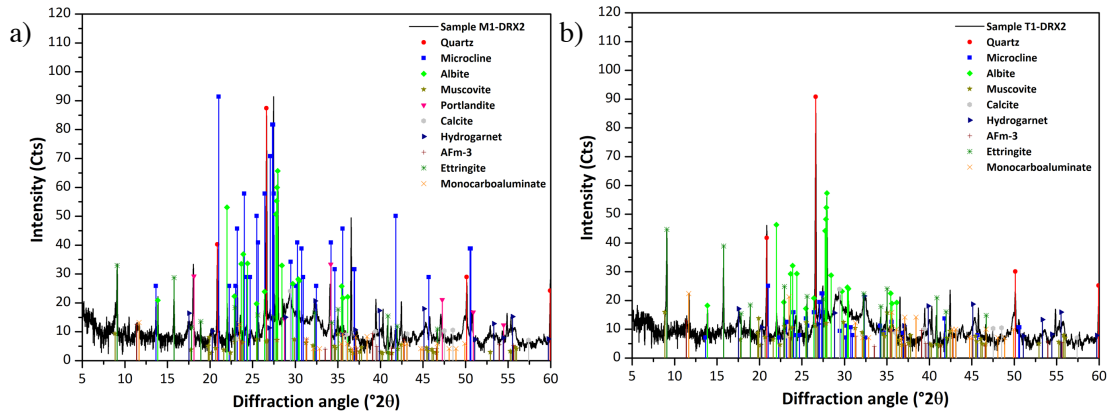 a)
120
110
100
90
80
70
60
50
40
30
20
10
0
Intensity (Cts)
Sample M1-DRX2
Quartz
Microcline
Albite
Muscovite
Portlandite
Calcite
Hydrogarnet
AFm-3
Ettringite
Monocarboaluminate
5 10 15 20 25 30 35 40 45 50 55 60
Diffraction angle (°2θ)
b)
120
110
100
90
80
70
60
50
40
30
20
10
0
Intensity (Cts)
Sample T1-DRX2
Quartz
Microcline
Albite
Muscovite
Calcite
Hydrogarnet
AFm-3
Ettringite
Monocarboaluminate
5 10 15 20 25 30 35 40 45 50 55 60
Diffraction angle (°2θ)